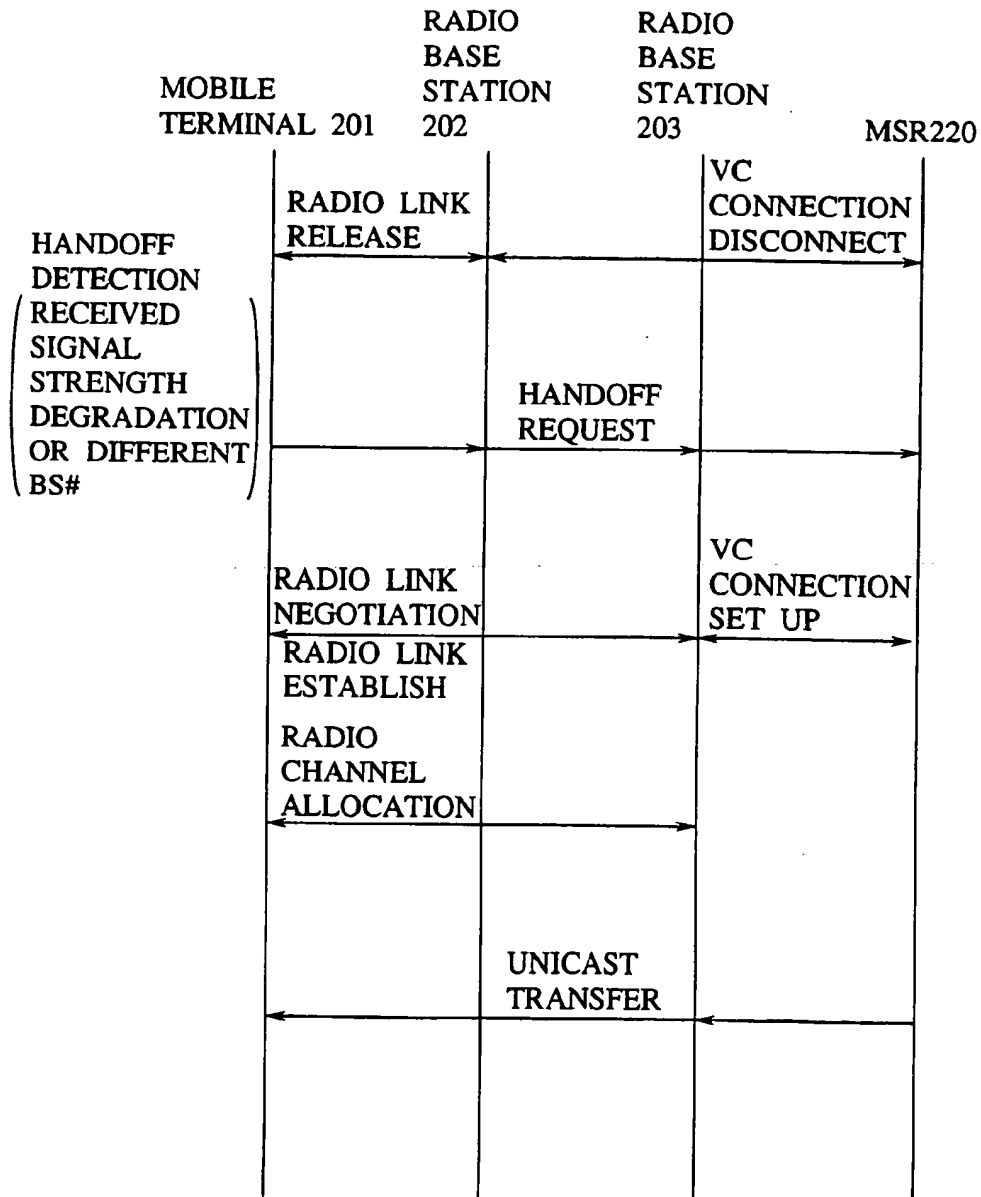 RADIO
BASE
STATION
202
RADIO
BASE
STATION
203
MOBILE
TERMINAL 201
MSR220
RADIO LINK
RELEASE
VC
CONNECTION
DISCONNECT
HANDOFF
DETECTION
RECEIVED
SIGNAL
STRENGTH
DEGRADATION
OR DIFFERENT
BS#
HANDOFF
REQUEST
RADIO LINK
NEGOTIATION
VC
CONNECTION
SET UP
RADIO LINK
ESTABLISH
RADIO
CHANNEL
ALLOCATION
UNICAST
TRANSFER